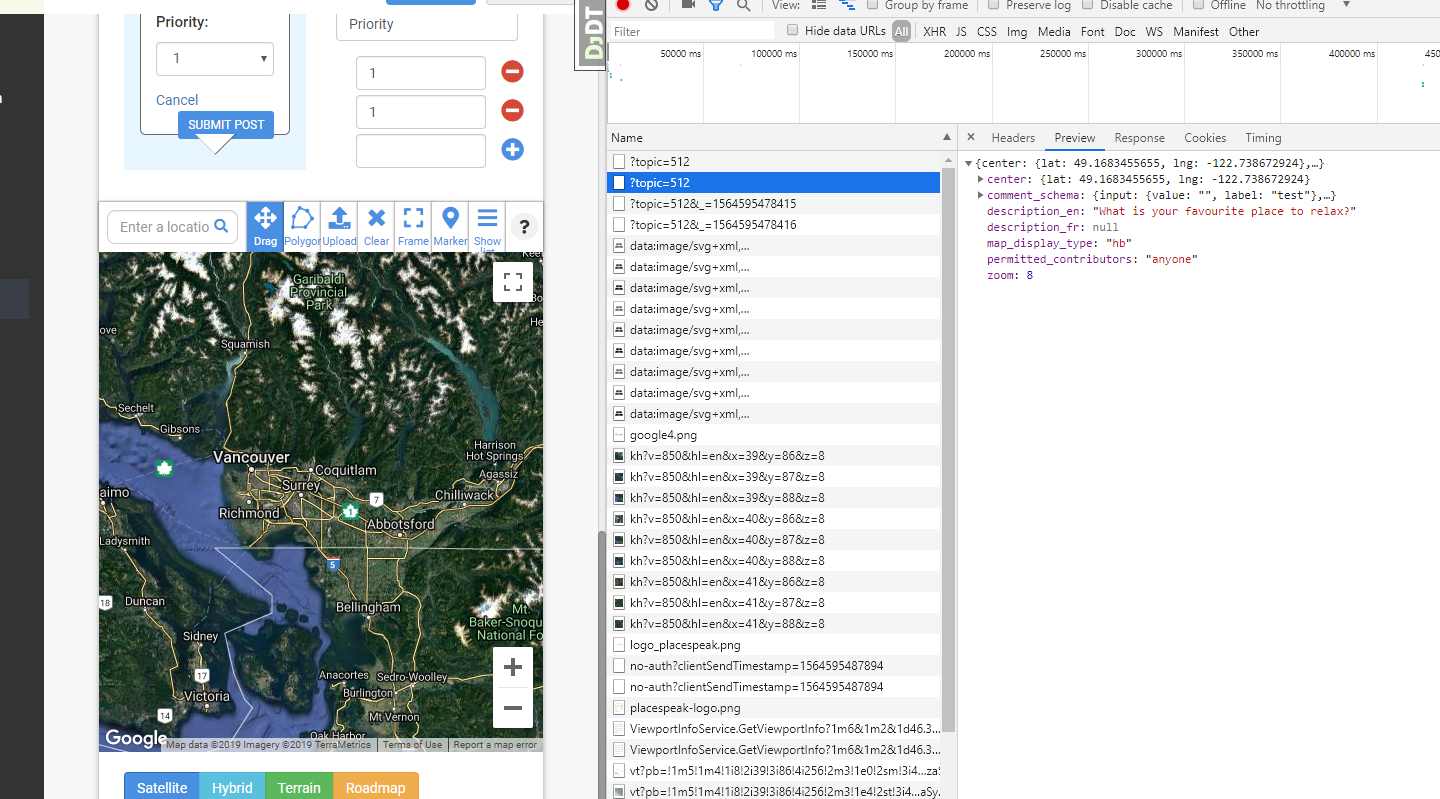 Priority:
1
Cancel
SUBMIT POST
Priority
1
1
DJDT
Enter a locatio
Drag
Polygon
Upload
Clear
Frame
Marker
Show
list
?
Garibaldi
Provincial
Park
Squamish
Sechelt
Gibsons
Vancouver
Coquitlam
Surrey
Richmond
Harrison
Hot Springs
Agassiz
Chilliwack
7
1
Abbotsford
aimo
Ladysmith
5
18
Duncan
Bellingham
Mt.
Baker-Snoqu
National Fo
Sidney
17
Victoria
Anacortes
Sedro-Woolley
Burlington
14
Mt Vernon
Oak Harbor
Google
Map data ©2019 Imagery ©2019 TerraMetrics
Terms of Use
Report a map error
Satellite
Hybrid
Terrain
Roadmap
View:
Group by frame
Preserve log
Disable cache
Offline
No throttling
Filter
Hide data URLs
All
XHR
JS
CSS
Img
Media
Font
Doc
WS
Manifest
Other
50000 ms
100000 ms
150000 ms
200000 ms
250000 ms
300000 ms
350000 ms
400000 ms
450
Name
?topic=512
?topic=512
?topic=512&_=1564595478415
?topic=512&_=1564595478416
data:image/svg+xml,...
data:image/svg+xml,...
data:image/svg+xml,...
data:image/svg+xml,...
data:image/svg+xml,...
data:image/svg+xml,...
data:image/svg+xml,...
data:image/svg+xml,...
data:image/svg+xml,...
google4.png
kh?v=850&hl=en&x=39&y=86&z=8
kh?v=850&hl=en&x=39&y=87&z=8
kh?v=850&hl=en&x=39&y=88&z=8
kh?v=850&hl=en&x=40&y=86&z=8
kh?v=850&hl=en&x=40&y=87&z=8
kh?v=850&hl=en&x=40&y=88&z=8
kh?v=850&hl=en&x=41&y=86&z=8
kh?v=850&hl=en&x=41&y=87&z=8
kh?v=850&hl=en&x=41&y=88&z=8
logo_placespeak.png
no-auth?clientSendTimestamp=1564595487894
no-auth?clientSendTimestamp=1564595487894
placespeak-logo.png
ViewportInfoService.GetViewportInfo?1m6&1m2&1d46.3...
ViewportInfoService.GetViewportInfo?1m6&1m2&1d47.0...
vt?pb=!1m5!1m4!1i8!2i39!3i86!4i256!2m3!1e0!2sm!3i4...zaS
vt?pb=!1m5!1m4!1i8!2i39!3i86!4i256!2m3!1e4!2st!3i4...aSy.
Headers
Preview
Response
Cookies
Timing
{center: {lat: 49.1683455655, lng: -122.738672924},…}
center: {lat: 49.1683455655, lng: -122.738672924}
comment_schema: {input: {value: "", label: "test"},…}
description_en: "What is your favourite place to relax?"
description_fr: null
map_display_type: "hb"
permitted_contributors: "anyone"
zoom: 8